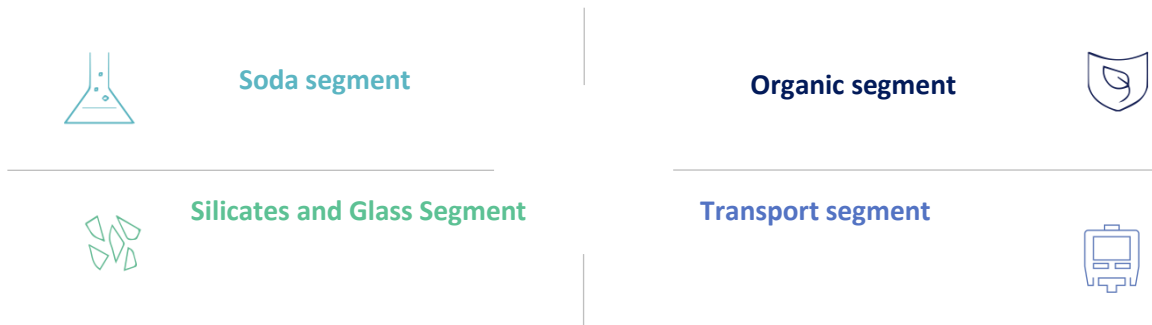 Soda segment
Organic segment
Silicates and Glass Segment
Transport segment